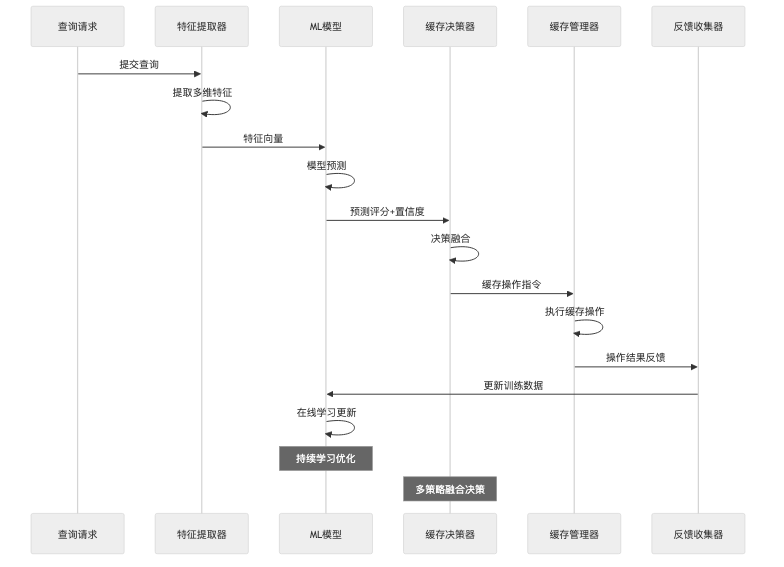 查询请求
特征提取器
ML模型
缓存决策器
缓存管理器
反馈收集器
提交查询
提取多维特征
特征向量
模型预测
预测评分+置信度
决策融合
缓存操作指令
执行缓存操作
操作结果反馈
更新训练数据
在线学习更新
持续学习优化
多策略融合决策
查询请求
特征提取器
ML模型
缓存决策器
缓存管理器
反馈收集器